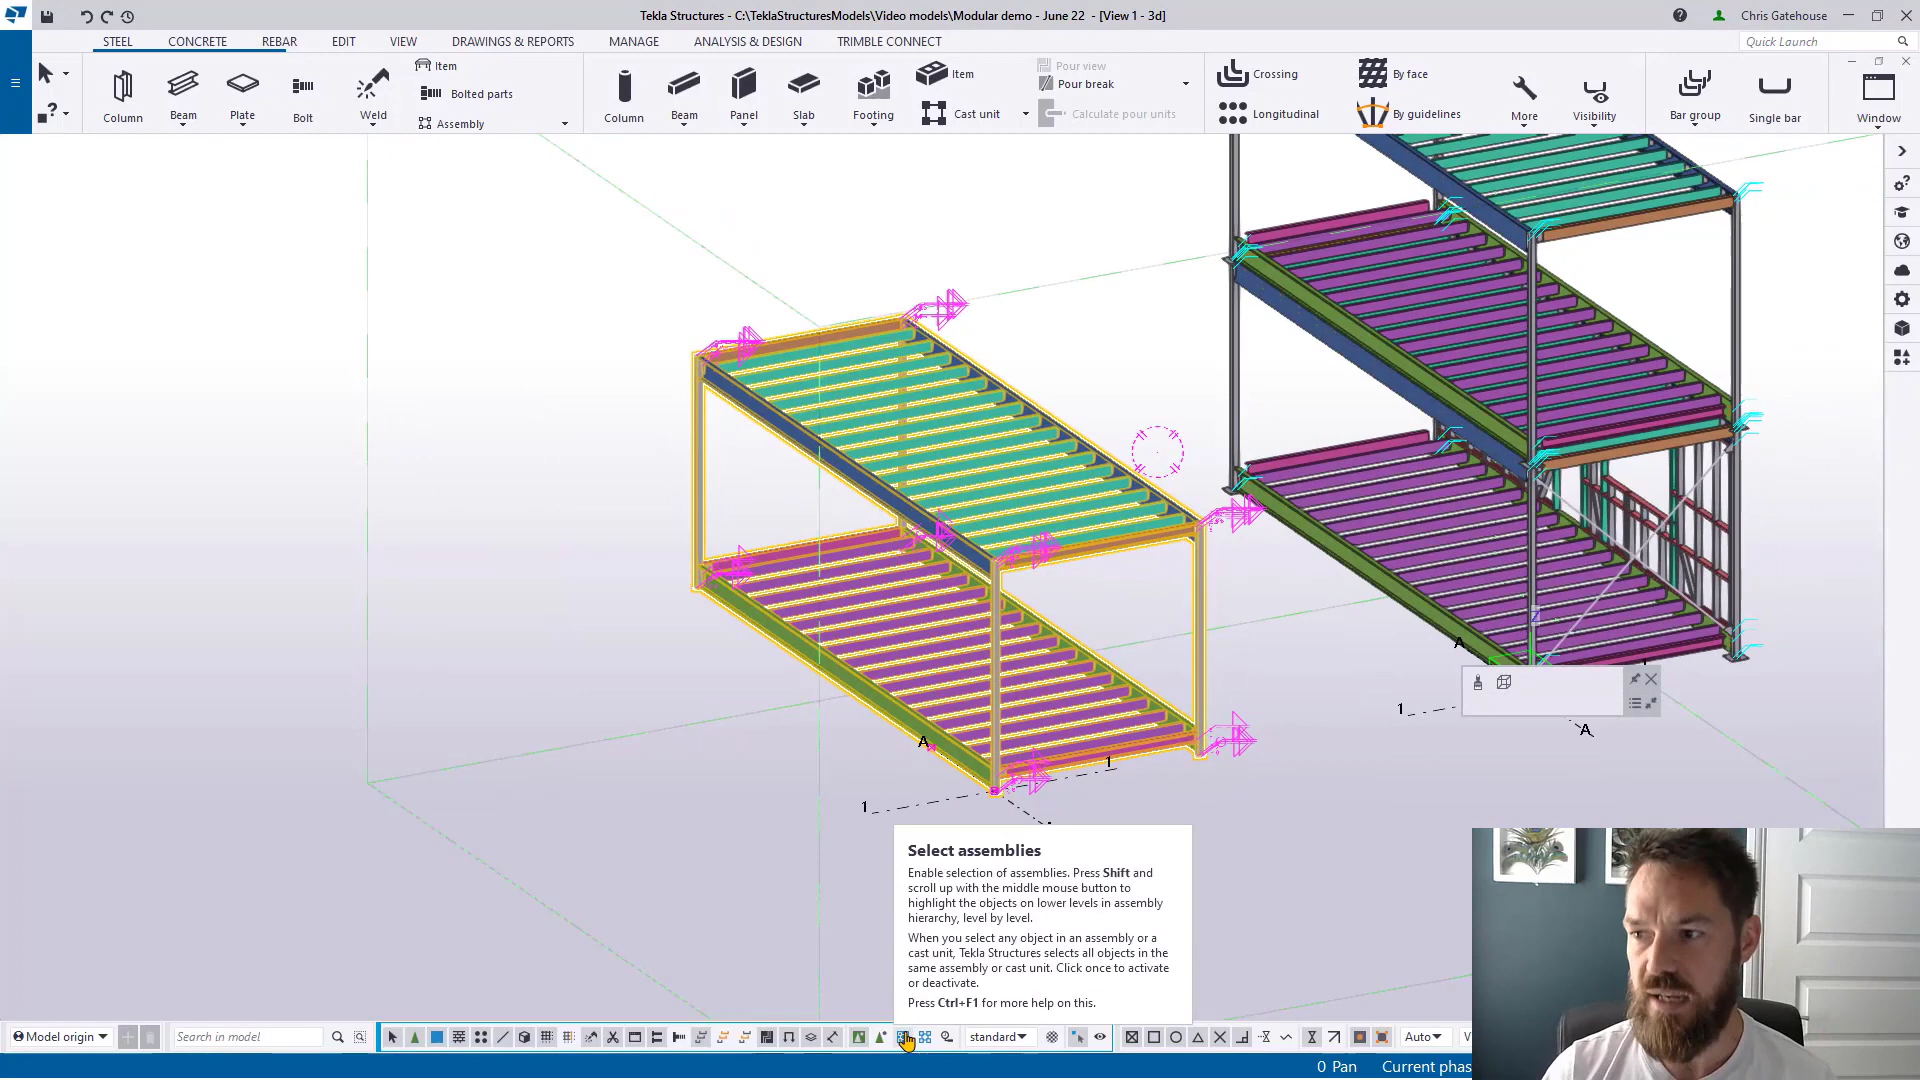 Tekla Structures - C:\TeklaStructuresModels\Video models\Modular demo - June 22 - [View 1 - 3d]
Chris Gatehouse
STEEL CONCRETE REBAR EDIT VIEW DRAWINGS & REPORTS MANAGE ANALYSIS & DESIGN TRIMBLE CONNECT
Quick Launch
Column Beam Plate Bolt Weld
Item
Bolted parts
Assembly
Column Beam Panel Slab Footing
Item
Cast unit
Pour view
Pour break
Calculate pour units
Crossing
Longitudinal
By face
By guidelines
More Visibility
Bar group Single bar
Window
Z
A
1
A
A
1
1
Select assemblies
Enable selection of assemblies. Press Shift and
scroll up with the middle mouse button to
highlight the objects on lower levels in assembly
hierarchy, level by level.
When you select any object in an assembly or a
cast unit, Tekla Structures selects all objects in the
same assembly or cast unit. Click once to activate
or deactivate.
Press Ctrl+F1 for more help on this.
Model origin
Search in model
standard
Auto
0 Pan
Current phas